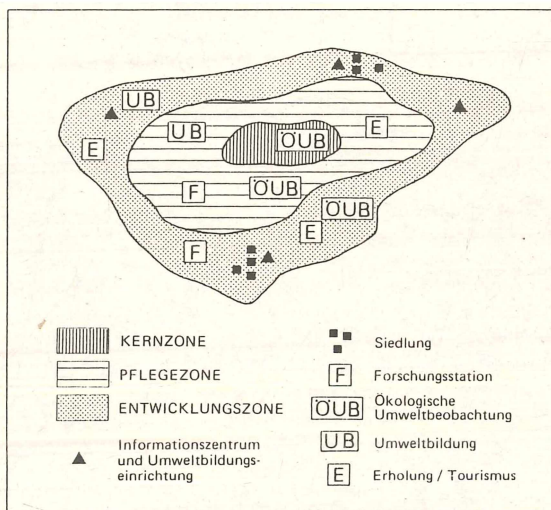 UB
UB
ÖUB
E
E
F
ÖUB
ÖUB
F
E
KERNZONE
PFLEGEZONE
ENTWICKLUNGSZONE
Informationszentrum
und Umweltbildungs-
einrichtung
Siedlung
F Forschungsstation
ÖUB Ökologische
Umweltbeobachtung
UB Umweltbildung
E Erholung / Tourismus